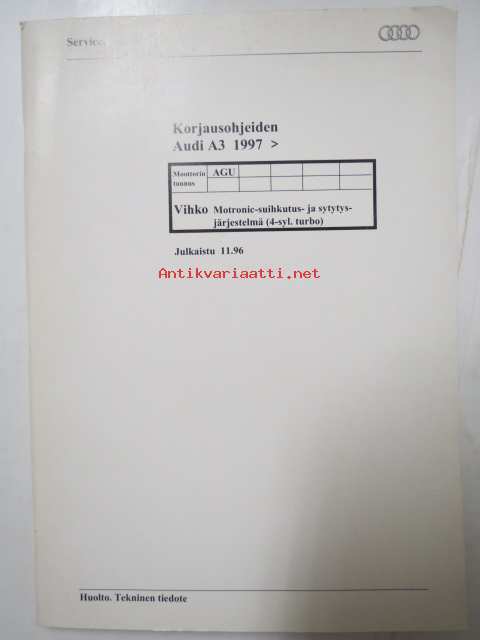 Service
Korjausohjeiden
Audi A3 1997 >
Moottorin
tunnus
AGU
Vihko Motronic-suihkutus- ja sytytys-
järjestelmä (4-syl. turbo)
Julkaistu 11.96
Antikvariaatti.net
Huolto. Tekninen tiedote